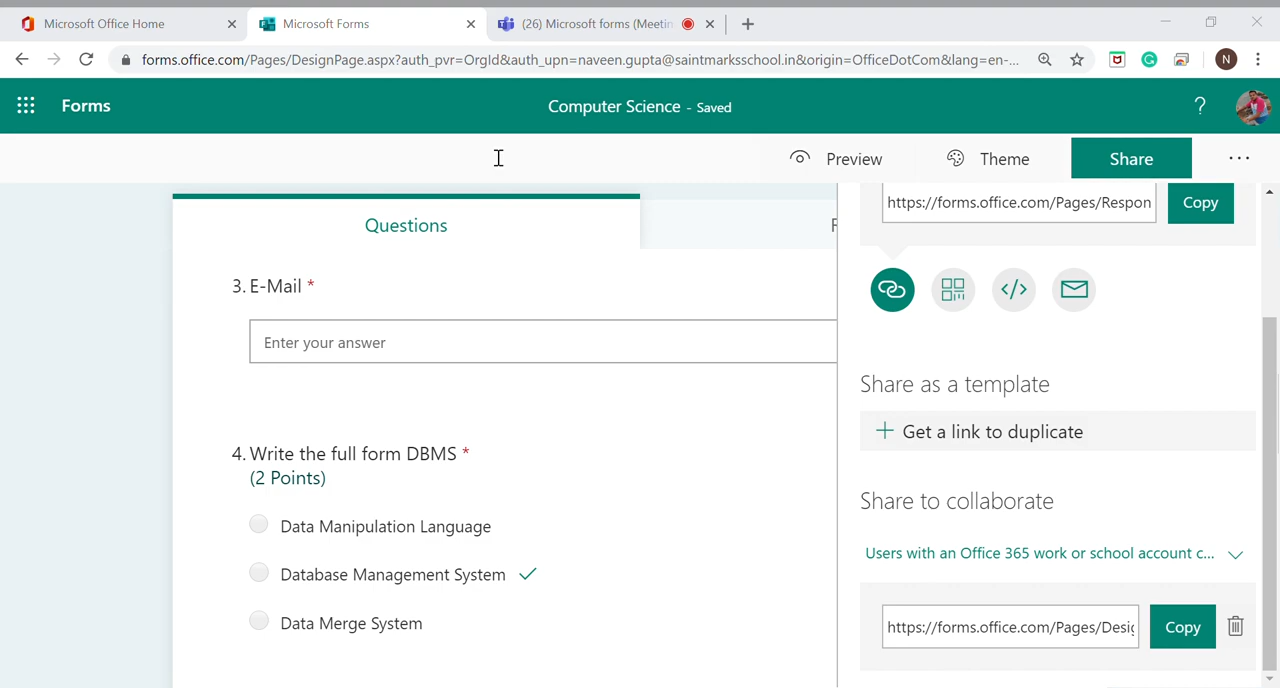 Microsoft Office Home
Microsoft Forms
(26) Microsoft forms (Meetin
forms.office.com/Pages/DesignPage.aspx?auth_pvr=OrgId&auth_upn=naveen.gupta@saintmarksschool.in&origin=OfficeDotCom&lang=en-...
N
Forms
Computer Science - Saved
?
Preview
Theme
Share
...
Questions
https://forms.office.com/Pages/Respon
Copy
3. E-Mail *
Enter your answer
Share as a template
Get a link to duplicate
4. Write the full form DBMS *
(2 Points)
Data Manipulation Language
Database Management System
Data Merge System
Share to collaborate
Users with an Office 365 work or school account c...
https://forms.office.com/Pages/Desig
Copy